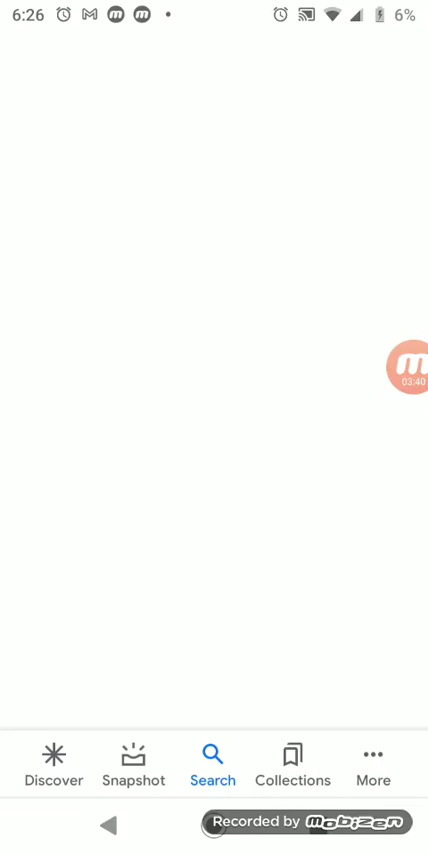 6:26 6%
m
03:40
Discover Snapshot Search Collections More
Recorded by mobizen